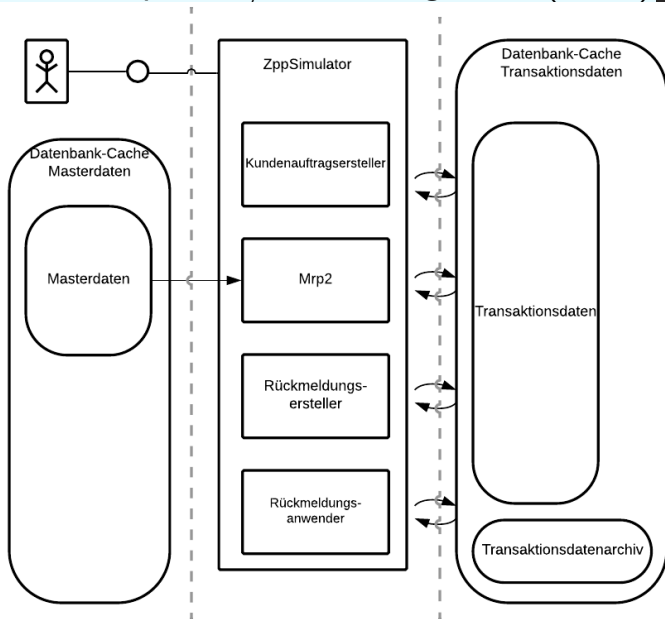 ZppSimulator
Datenbank-Cache
Transaktionsdaten
Datenbank-Cache
Masterdaten
Kundenauftragsersteller
Masterdaten
Mrp2
Transaktionsdaten
Rückmeldungs-
ersteller
Rückmeldungs-
anwender
Transaktionsdatenarchiv